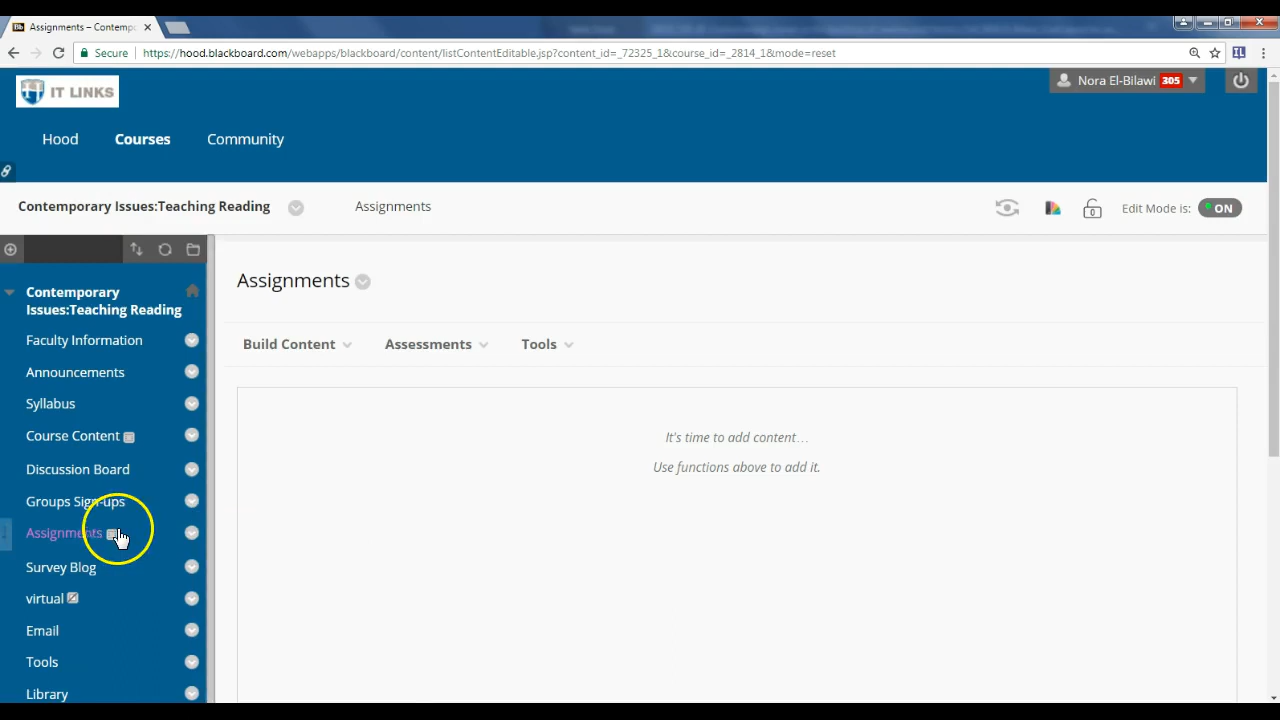 Assignments – Contempo
Secure
https://hood.blackboard.com/webapps/blackboard/content/listContentEditable.jsp?content_id=_72325_1&course_id=_2814_1&mode=reset
IT LINKS
Nora El-Bilawi 305
Hood
Courses
Community
Contemporary Issues:Teaching Reading
Assignments
0
Edit Mode is:
ON
Contemporary
Issues:Teaching Reading
Faculty Information
Announcements
Syllabus
Course Content
Discussion Board
Groups Sign-ups
Assignments
Survey Blog
virtual
Email
Tools
Library
Assignments
Build Content
Assessments
Tools
It's time to add content...
Use functions above to add it.